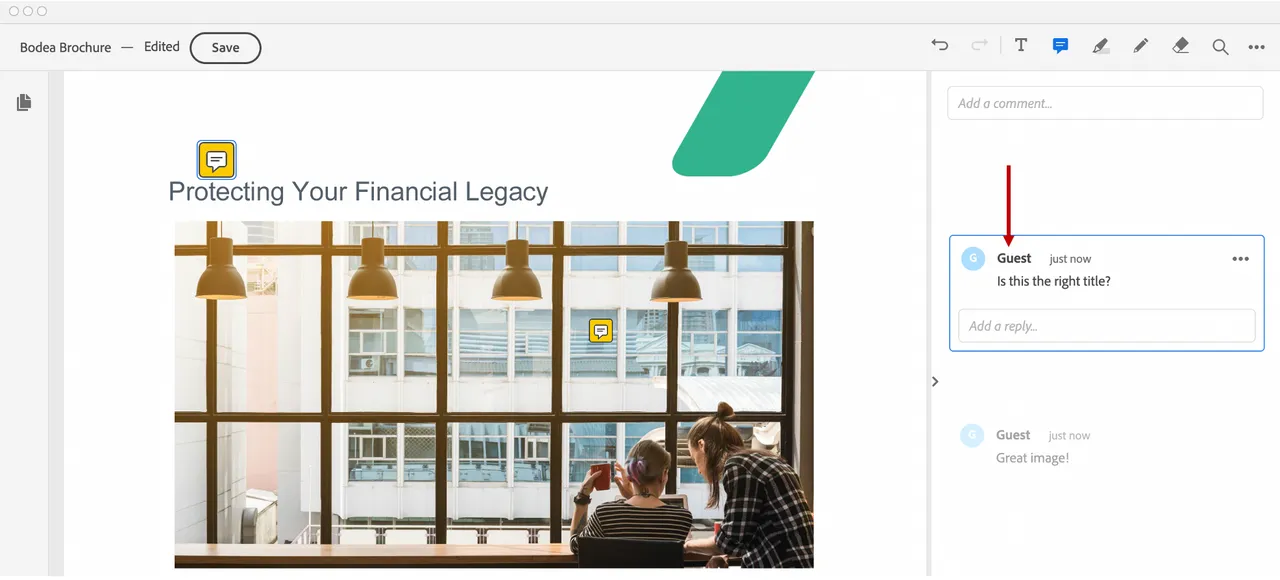 Bodea Brochure — Edited Save
T
Add a comment...
Protecting Your Financial Legacy
G Guest just now
Is this the right title?
Add a reply...
G Guest just now
Great image!